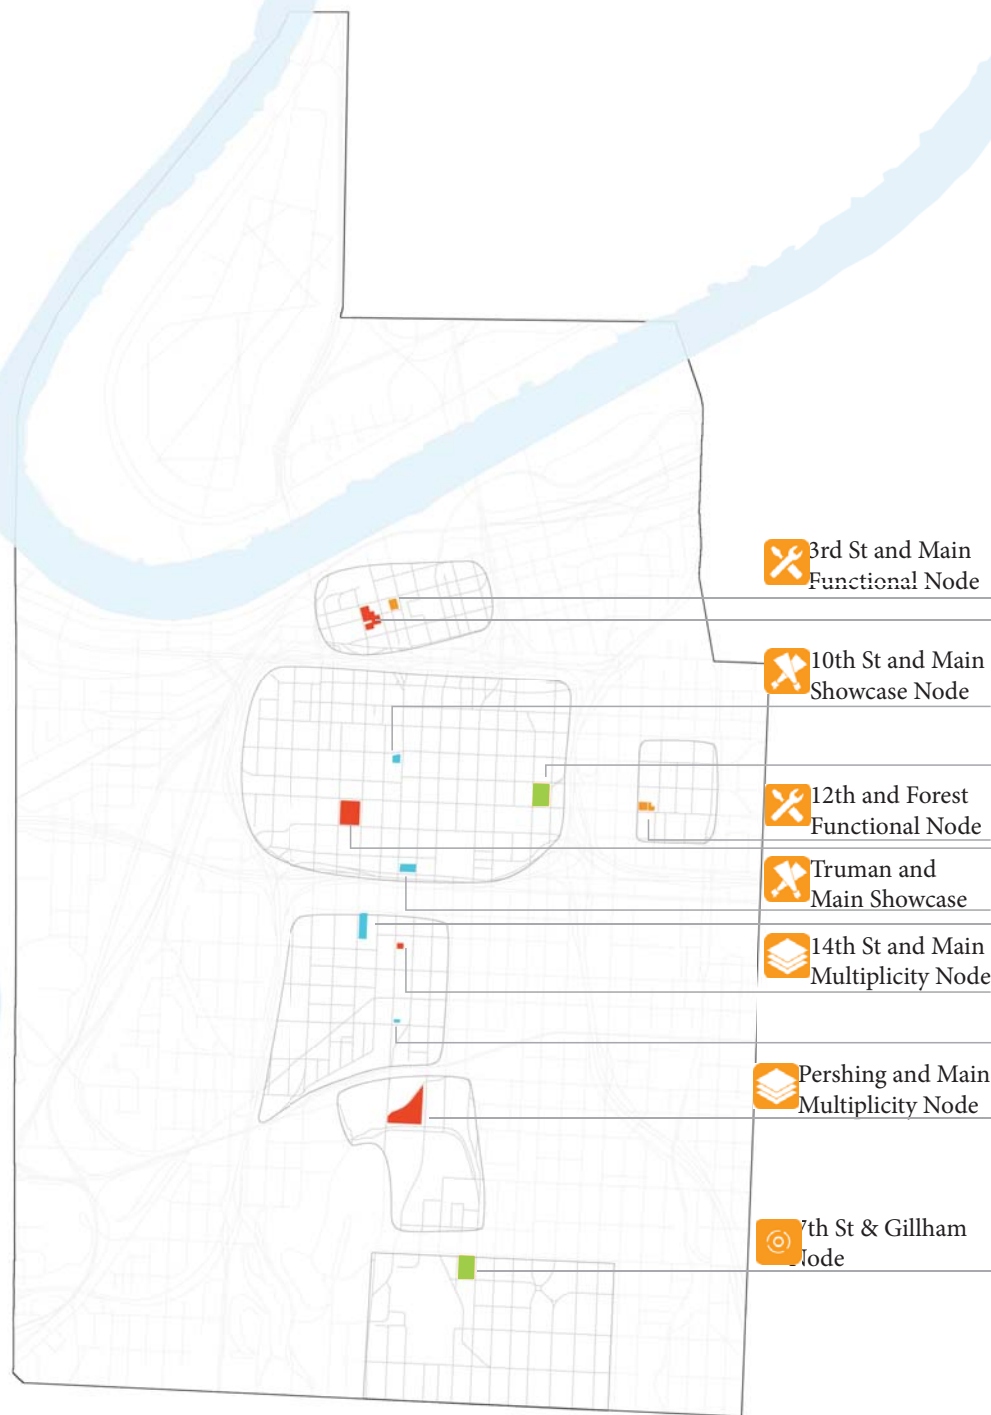 3rd St and Main
Functional Node
10th St and Main
Showcase Node
12th and Forest
Functional Node
Truman and
Main Showcase
14th St and Main
Multiplicity Node
Pershing and Main
Multiplicity Node
7th St & Gillham
Node